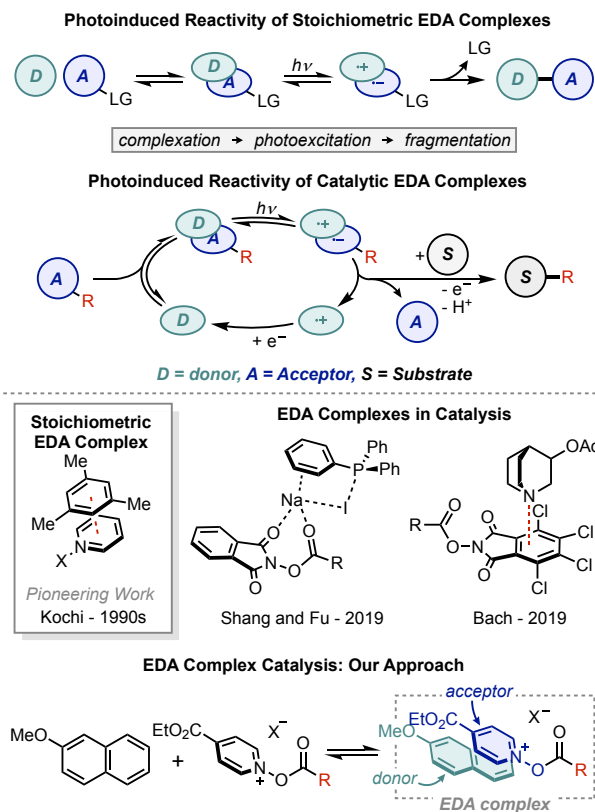 Photoinduced Reactivity of Stoichiometric EDA Complexes
D A LG
D A LG
hν
·+ ·− LG
LG
D A
complexation → photoexcitation → fragmentation
Photoinduced Reactivity of Catalytic EDA Complexes
A R
D A R
hν
·+ ·− R
+ S
- e−
- H+
S R
D
+ e−
·+
A
D = donor, A = Acceptor, S = Substrate
Stoichiometric
EDA Complex
Me
Me
Me
N
X
Pioneering Work
Kochi - 1990s
EDA Complexes in Catalysis
Ph
P Ph
Na I
O O
N O R
O
Shang and Fu - 2019
OAc
N
O O Cl
R O N Cl
O Cl
Cl
Bach - 2019
EDA Complex Catalysis: Our Approach
MeO
+
EtO2C
X−
N
+
O
O
R
acceptor
EtO2C
MeO
X−
N
+
O
O
R
donor
EDA complex